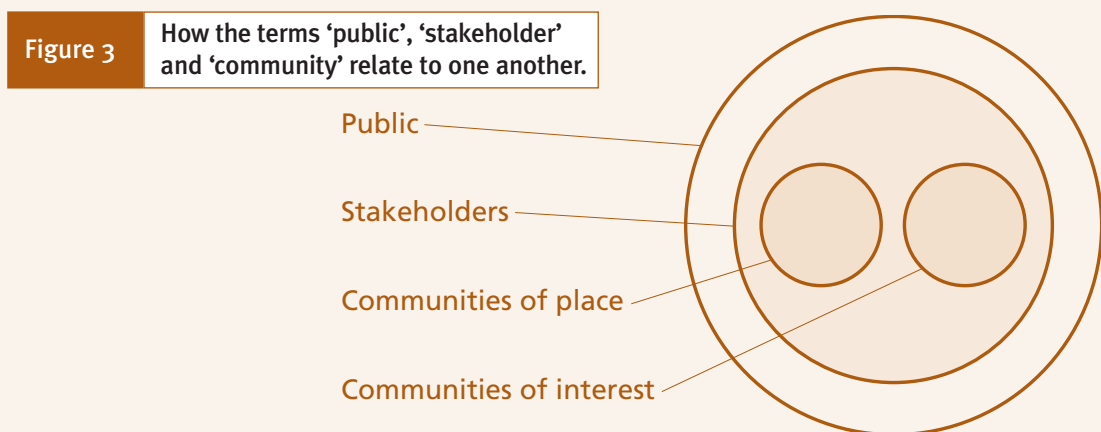 Figure 3
How the terms ‘public’, ‘stakeholder’
and ‘community’ relate to one another.
Public
Stakeholders
Communities of place
Communities of interest